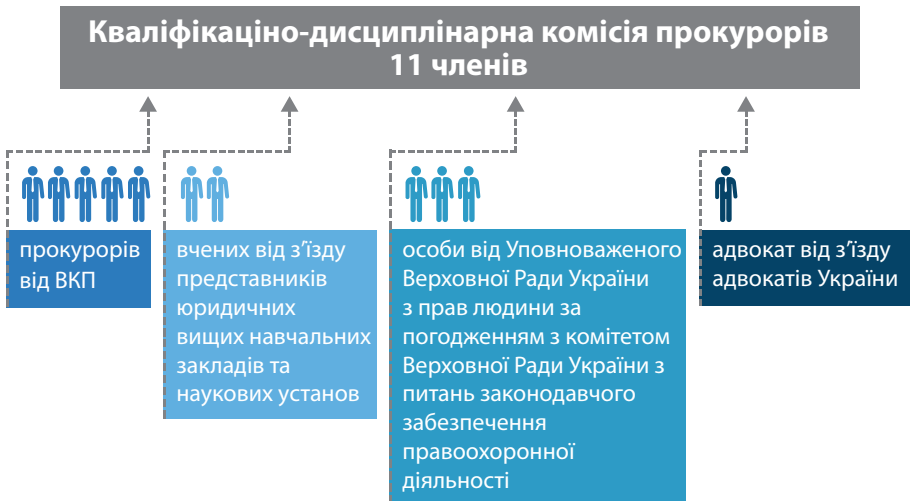 Кваліфікаціно-дисциплінарна комісія прокурорів
11 членів
прокурорів
від ВКП
вчених від з'їзду
представників
юридичних
вищих навчальних
закладів та
наукових установ
особи від Уповноваженого
Верховної Ради України
з прав людини за
погодженням з комітетом
Верховної Ради України з
питань законодавчого
забезпечення
правоохоронної
діяльності
адвокат від з'їзду
адвокатів України